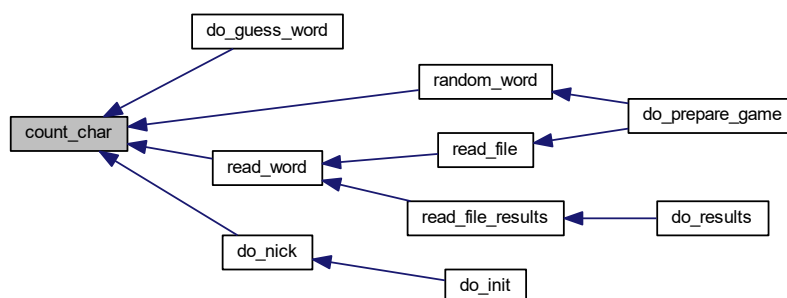 do_guess_word
random_word
do_prepare_game
count_char
read_file
read_word
read_file_results
do_results
do_nick
do_init